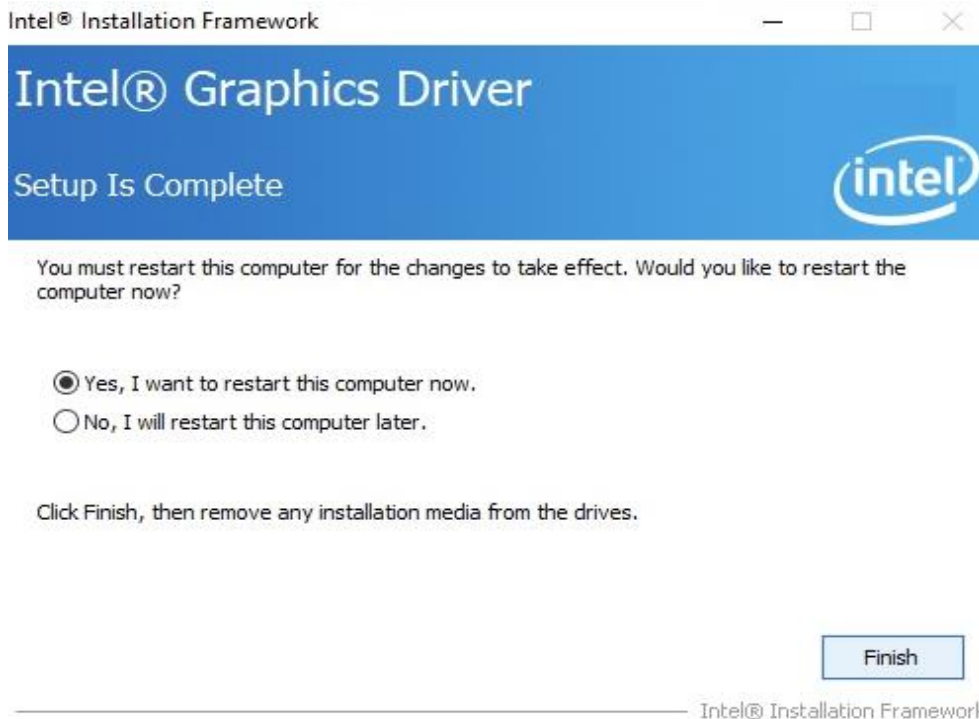 Intel® Installation Framework
Intel® Graphics Driver
Setup Is Complete
intel
You must restart this computer for the changes to take effect. Would you like to restart the
computer now?
Yes, I want to restart this computer now.
No, I will restart this computer later.
Click Finish, then remove any installation media from the drives.
Finish
Intel® Installation Framework